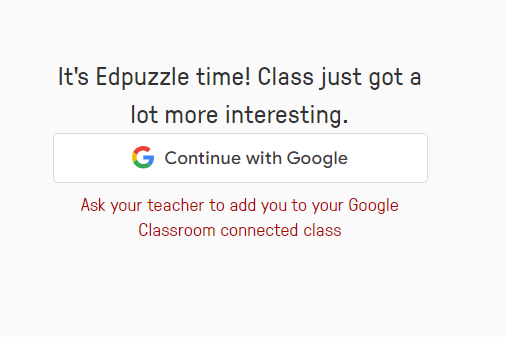 It's Edpuzzle time! Class just got a
lot more interesting.
Continue with Google
Ask your teacher to add you to your Google
Classroom connected class